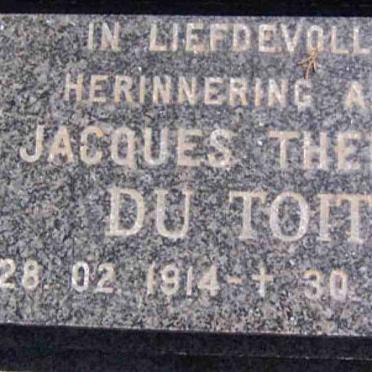 IN LIEFDEVOLL
HERINNERING A
JACQUES THE
DU TOIT
28. 02. 1914 - + 30.